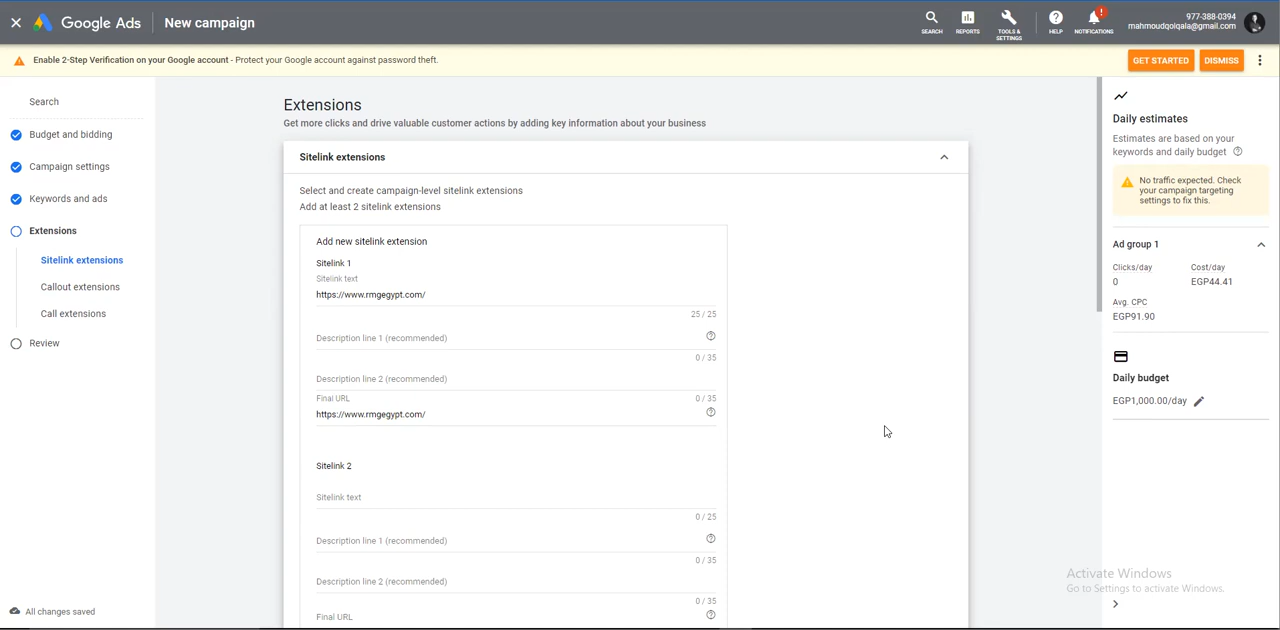 Google Ads
New campaign
SEARCH
REPORTS
TOOLS &
SETTINGS
HELP
!
NOTIFICATIONS
977-388-0394
mahmoudqolqala@gmail.com
Enable 2-Step Verification on your Google account - Protect your Google account against password theft.
GET STARTED
DISMISS
Search
Budget and bidding
Campaign settings
Keywords and ads
Extensions
Sitelink extensions
Callout extensions
Call extensions
Review
All changes saved
Extensions
Get more clicks and drive valuable customer actions by adding key information about your business
Sitelink extensions
Select and create campaign-level sitelink extensions
Add at least 2 sitelink extensions
Add new sitelink extension
Sitelink 1
Sitelink text
https://www.rmgegypt.com/
25 / 25
Description line 1 (recommended)
0 / 35
Description line 2 (recommended)
0 / 35
Final URL
https://www.rmgegypt.com/
Sitelink 2
Sitelink text
0 / 25
Description line 1 (recommended)
0 / 35
Description line 2 (recommended)
0 / 35
Final URL
Daily estimates
Estimates are based on your
keywords and daily budget
No traffic expected. Check
your campaign targeting
settings to fix this.
Ad group 1
Clicks/day
Cost/day
0
EGP44.41
Avg. CPC
EGP91.90
Daily budget
EGP1,000.00/day
Activate Windows
Go to Settings to activate Windows.